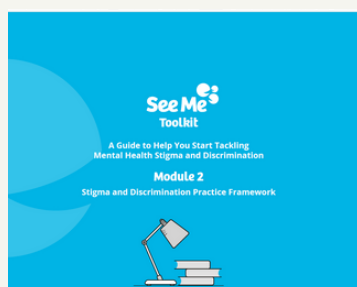 See Me
Toolkit
A Guide to Help You Start Tackling
Mental Health Stigma and Discrimination
Module 2
Stigma and Discrimination Practice Framework